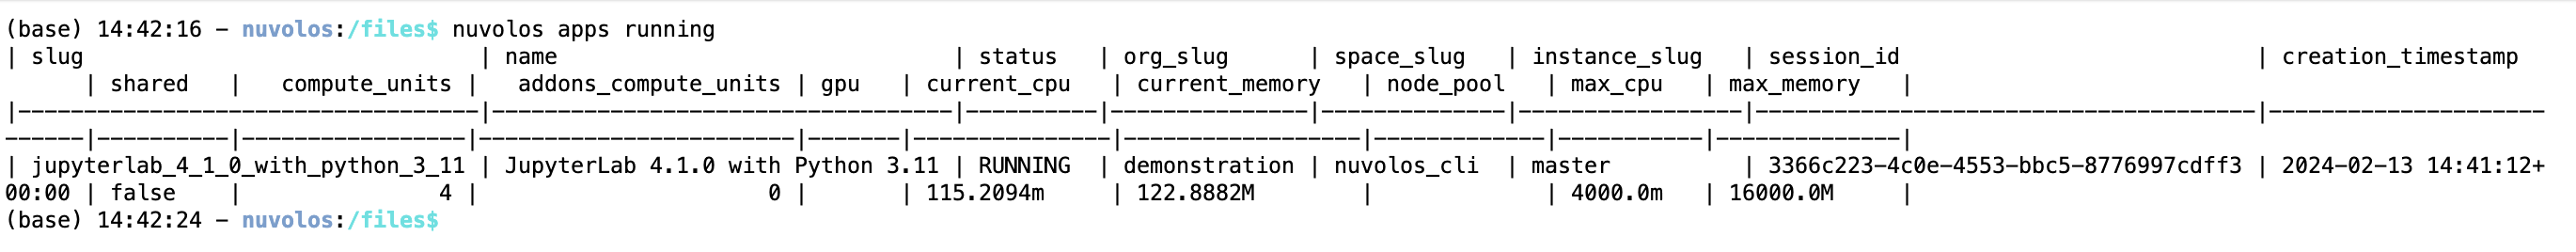 (base) 14:42:16 - nuvolos:/files$ nuvolos apps running
| slug                              | name                              | status   | org_slug      | space_slug   | instance_slug   | session_id                           | creation_timestamp
      | shared   |   compute_units |   addons_compute_units | gpu   | current_cpu   | current_memory   | node_pool   | max_cpu   | max_memory   |
|-----------------------------------|-----------------------------------|----------|---------------|--------------|-----------------|--------------------------------------|---------------------
------|----------|-----------------|------------------------|-------|---------------|------------------|-------------|-----------|--------------|
| jupyterlab_4_1_0_with_python_3_11 | JupyterLab 4.1.0 with Python 3.11 | RUNNING  | demonstration | nuvolos_cli  | master          | 3366c223-4c0e-4553-bbc5-8776997cdff3 | 2024-02-13 14:41:12+
00:00 | false    |               4 |                      0 |       | 115.2094m     | 122.8882M        |             | 4000.0m   | 16000.0M     |
(base) 14:42:24 - nuvolos:/files$